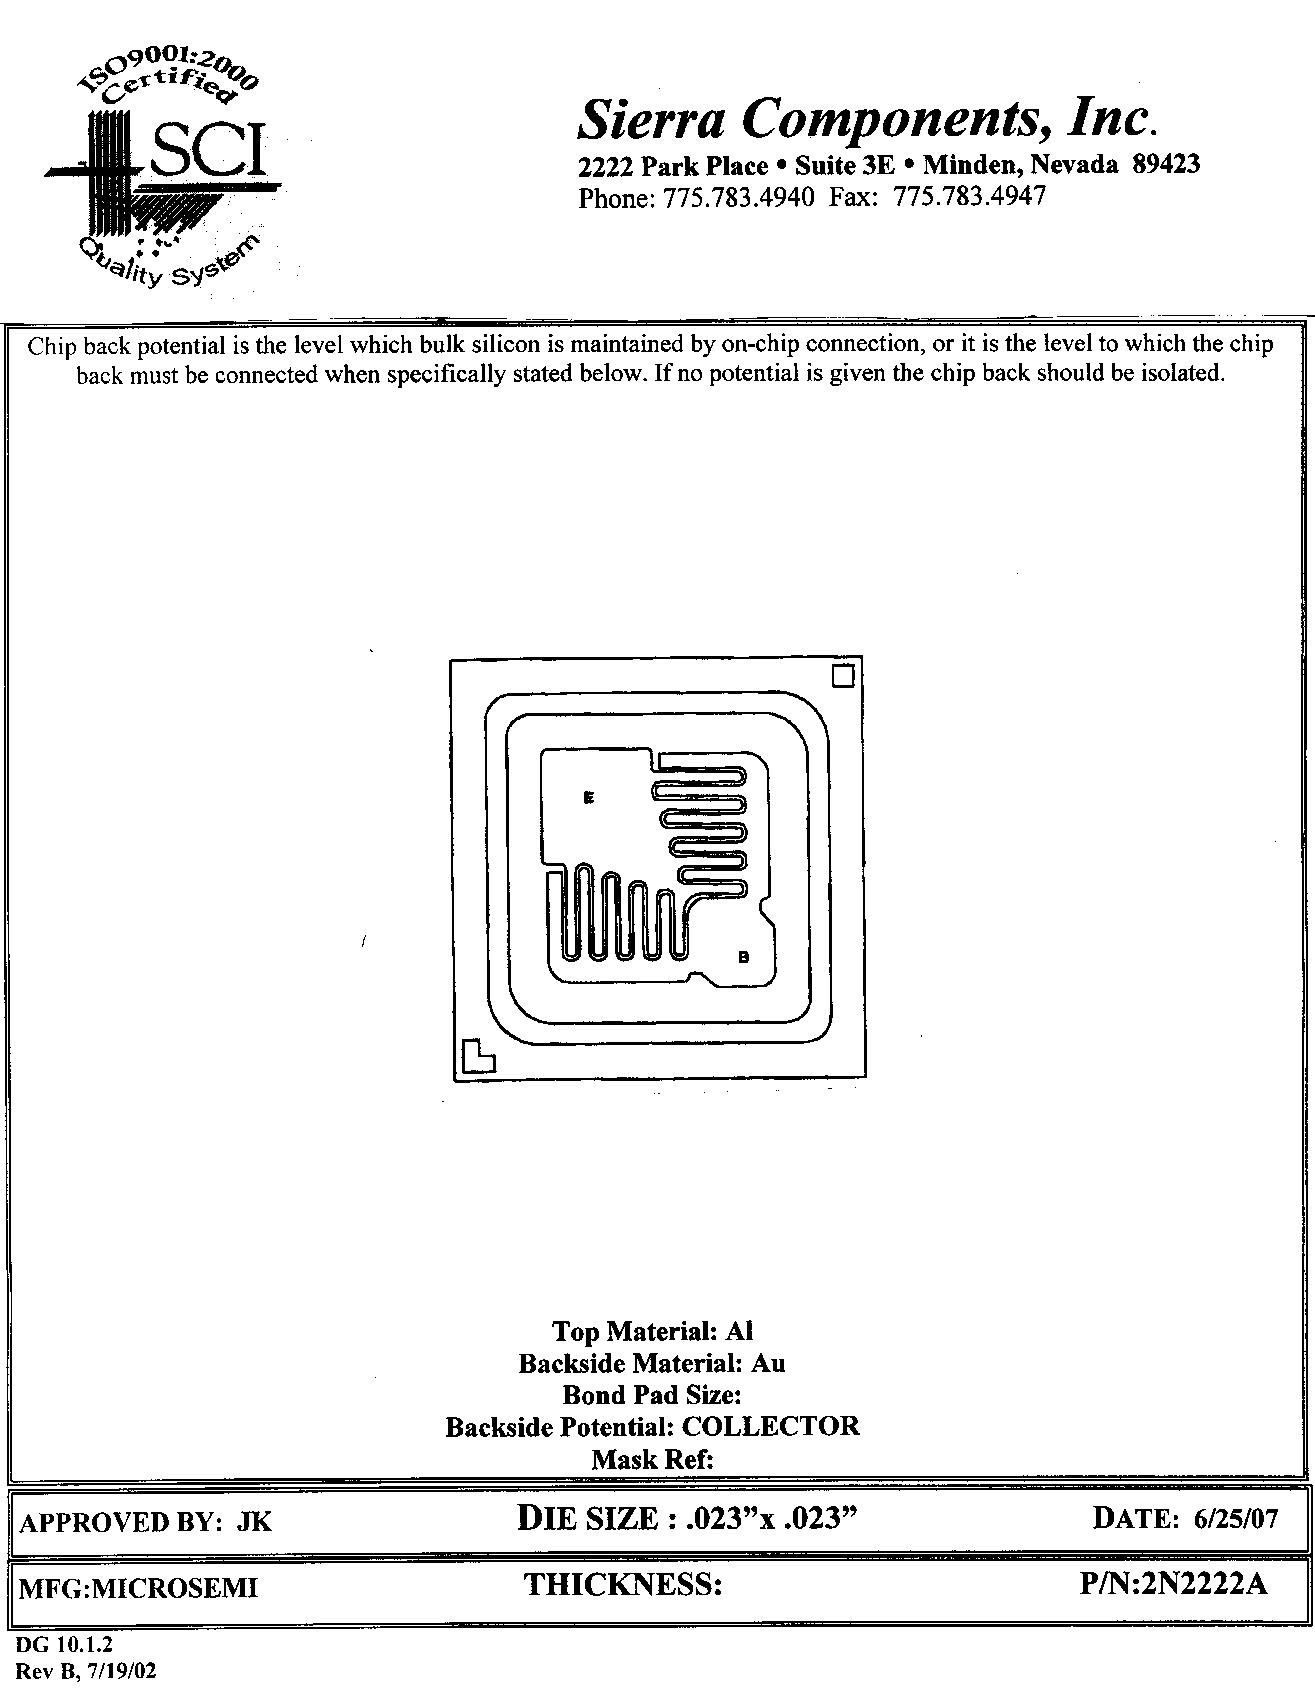 ISO9001:2000
Certified
SCI
Quality System
Sierra Components, Inc.
2222 Park Place • Suite 3E • Minden, Nevada 89423
Phone: 775.783.4940 Fax: 775.783.4947
Chip back potential is the level which bulk silicon is maintained by on-chip connection, or it is the level to which the chip
back must be connected when specifically stated below. If no potential is given the chip back should be isolated.
E
B
Top Material: Al
Backside Material: Au
Bond Pad Size:
Backside Potential: COLLECTOR
Mask Ref:
APPROVED BY: JK
DIE SIZE : .023”x .023”
DATE: 6/25/07
MFG:MICROSEMI
THICKNESS:
P/N:2N2222A
DG 10.1.2
Rev B, 7/19/02